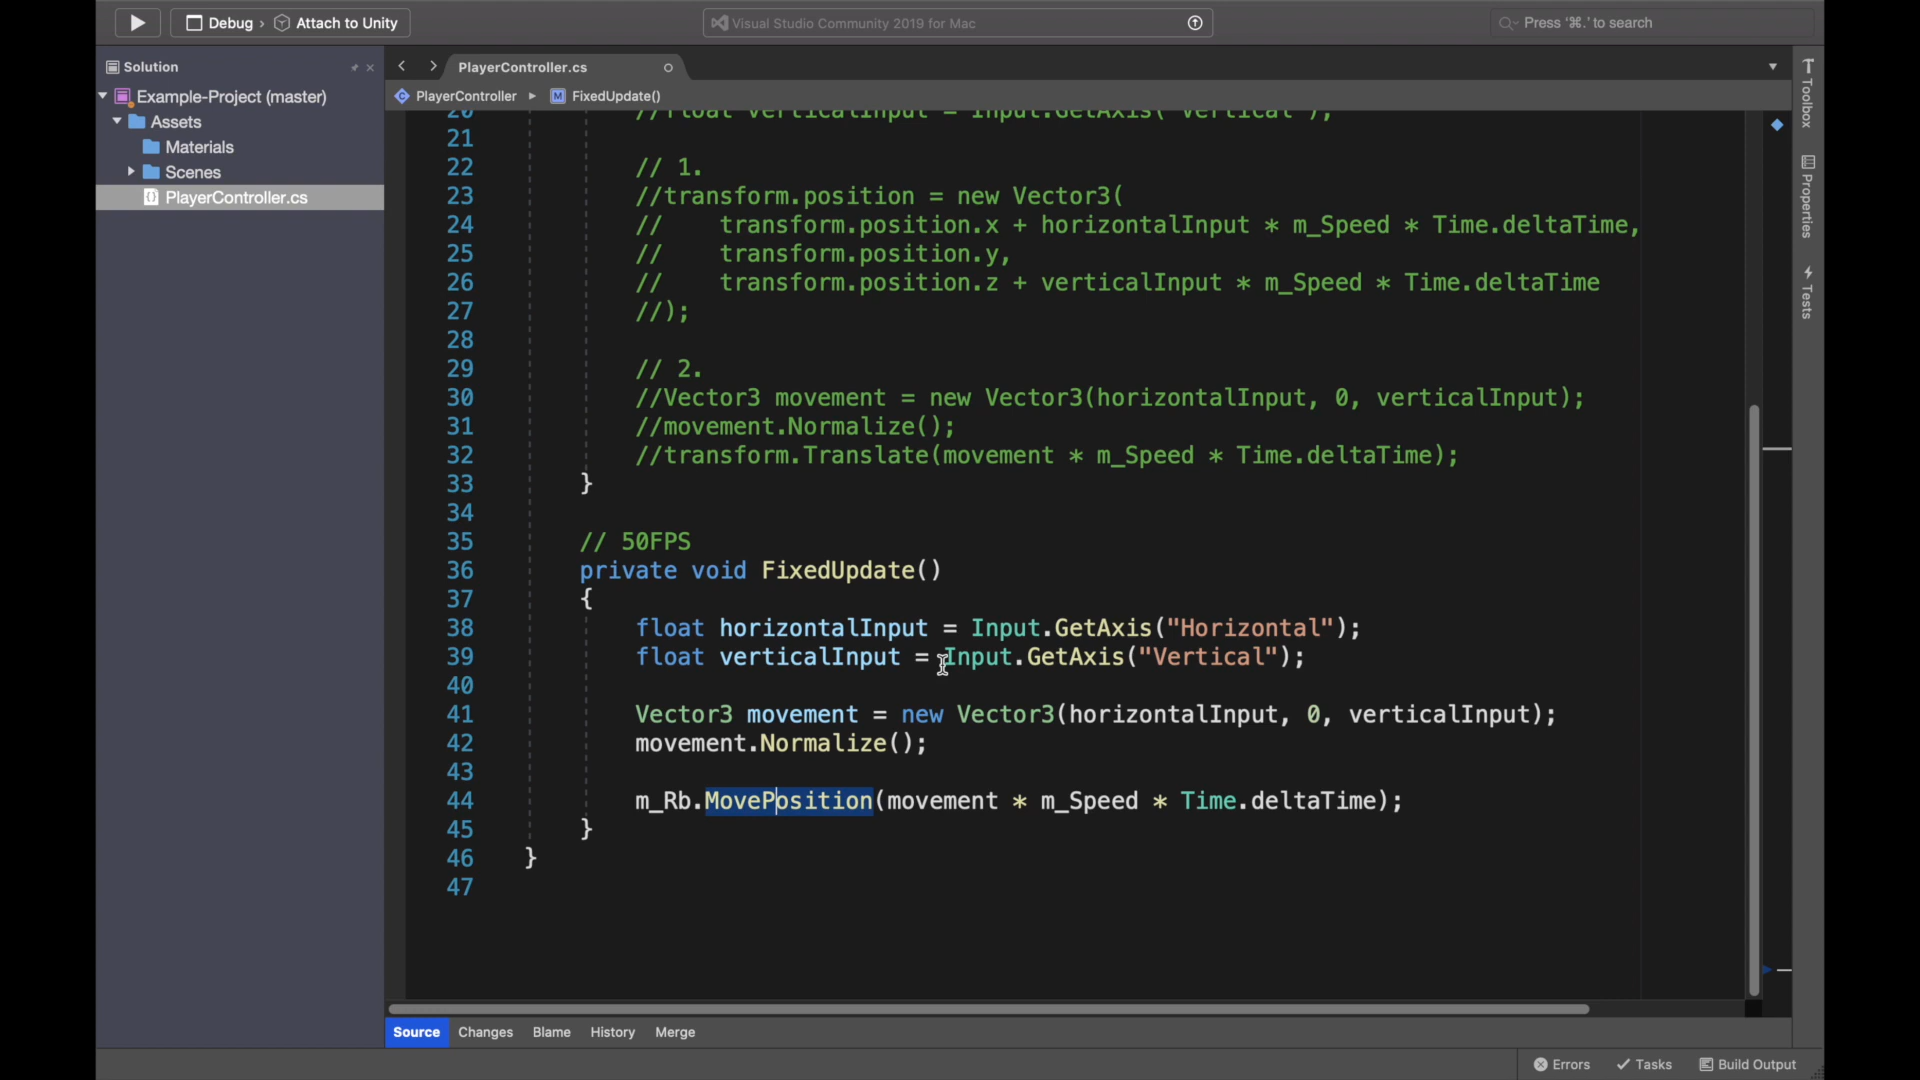 Debug › Attach to Unity
Visual Studio Community 2019 for Mac
Press ‘⌘.’ to search
Solution
PlayerController.cs
Example-Project (master)
Assets
Materials
Scenes
PlayerController.cs
PlayerController
FixedUpdate()
20 //float verticalInput = Input.GetAxis("Vertical");
21
22 // 1.
23 //transform.position = new Vector3(
24 // transform.position.x + horizontalInput * m_Speed * Time.deltaTime,
25 // transform.position.y,
26 // transform.position.z + verticalInput * m_Speed * Time.deltaTime
27 //);
28
29 // 2.
30 //Vector3 movement = new Vector3(horizontalInput, 0, verticalInput);
31 //movement.Normalize();
32 //transform.Translate(movement * m_Speed * Time.deltaTime);
33 }
34
35 // 50FPS
36 private void FixedUpdate()
37 {
38 float horizontalInput = Input.GetAxis("Horizontal");
39 float verticalInput = Input.GetAxis("Vertical");
40
41 Vector3 movement = new Vector3(horizontalInput, 0, verticalInput);
42 movement.Normalize();
43
44 m_Rb.MovePosition(movement * m_Speed * Time.deltaTime);
45 }
46 }
47
Toolbox
Properties
Tests
Source Changes Blame History Merge
Errors Tasks Build Output